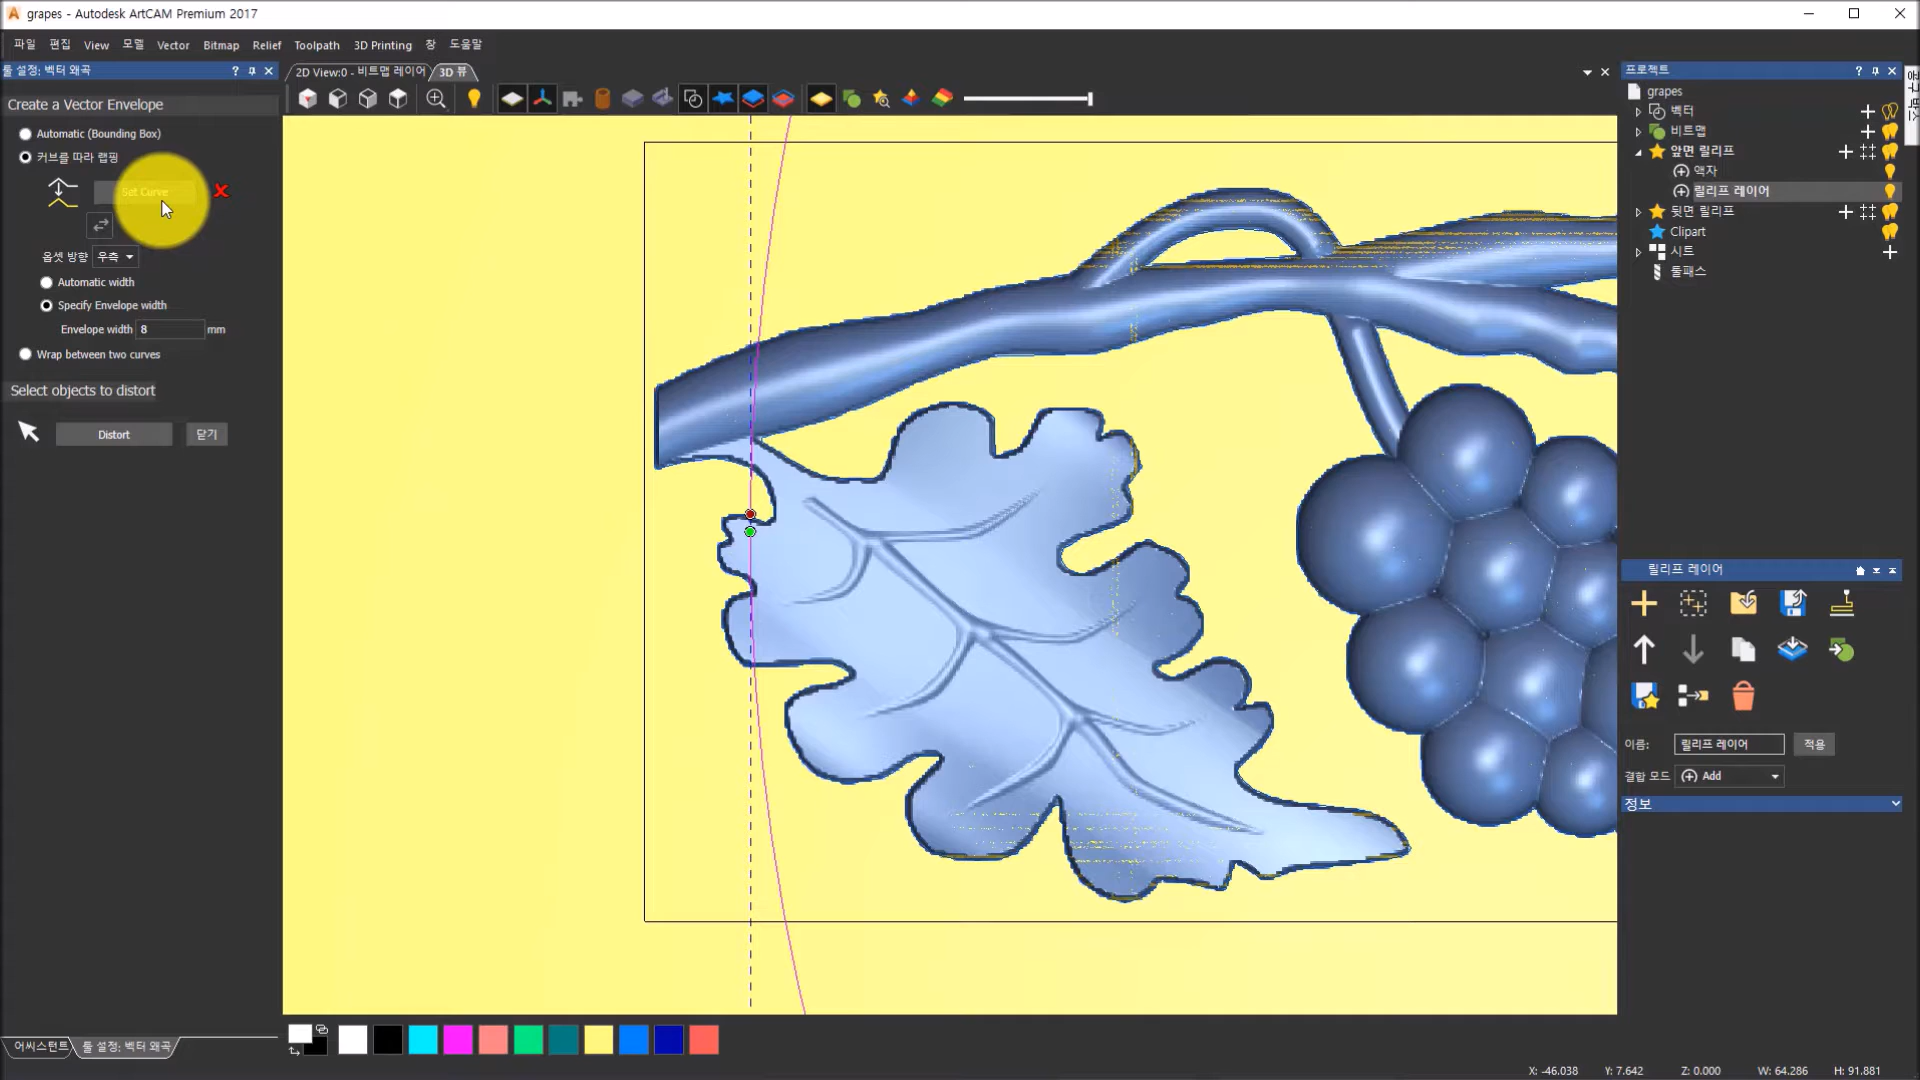 grapes - Autodesk ArtCAM Premium 2017
파일 편집 View 모델 Vector Bitmap Relief Toolpath 3D Printing 창 도움말
툴 설정: 벡터 왜곡
Create a Vector Envelope
Automatic (Bounding Box)
커브를 따라 랩핑
Set Curve
옵셋 방향 우측
Automatic width
Specify Envelope width
Envelope width 8 mm
Wrap between two curves
Select objects to distort
Distort 닫기
어씨스턴트 툴 설정: 벡터 왜곡
2D View:0 - 비트맵 레이어 3D 뷰
프로젝트
grapes
벡터
비트맵
앞면 릴리프
액자
릴리프 레이어
뒷면 릴리프
Clipart
시트
툴패스
릴리프 레이어
이름: 릴리프 레이어 적용
결합 모드 Add
정보
X: -46.038 Y: 7.642 Z: 0.000 W: 64.286 H: 91.881